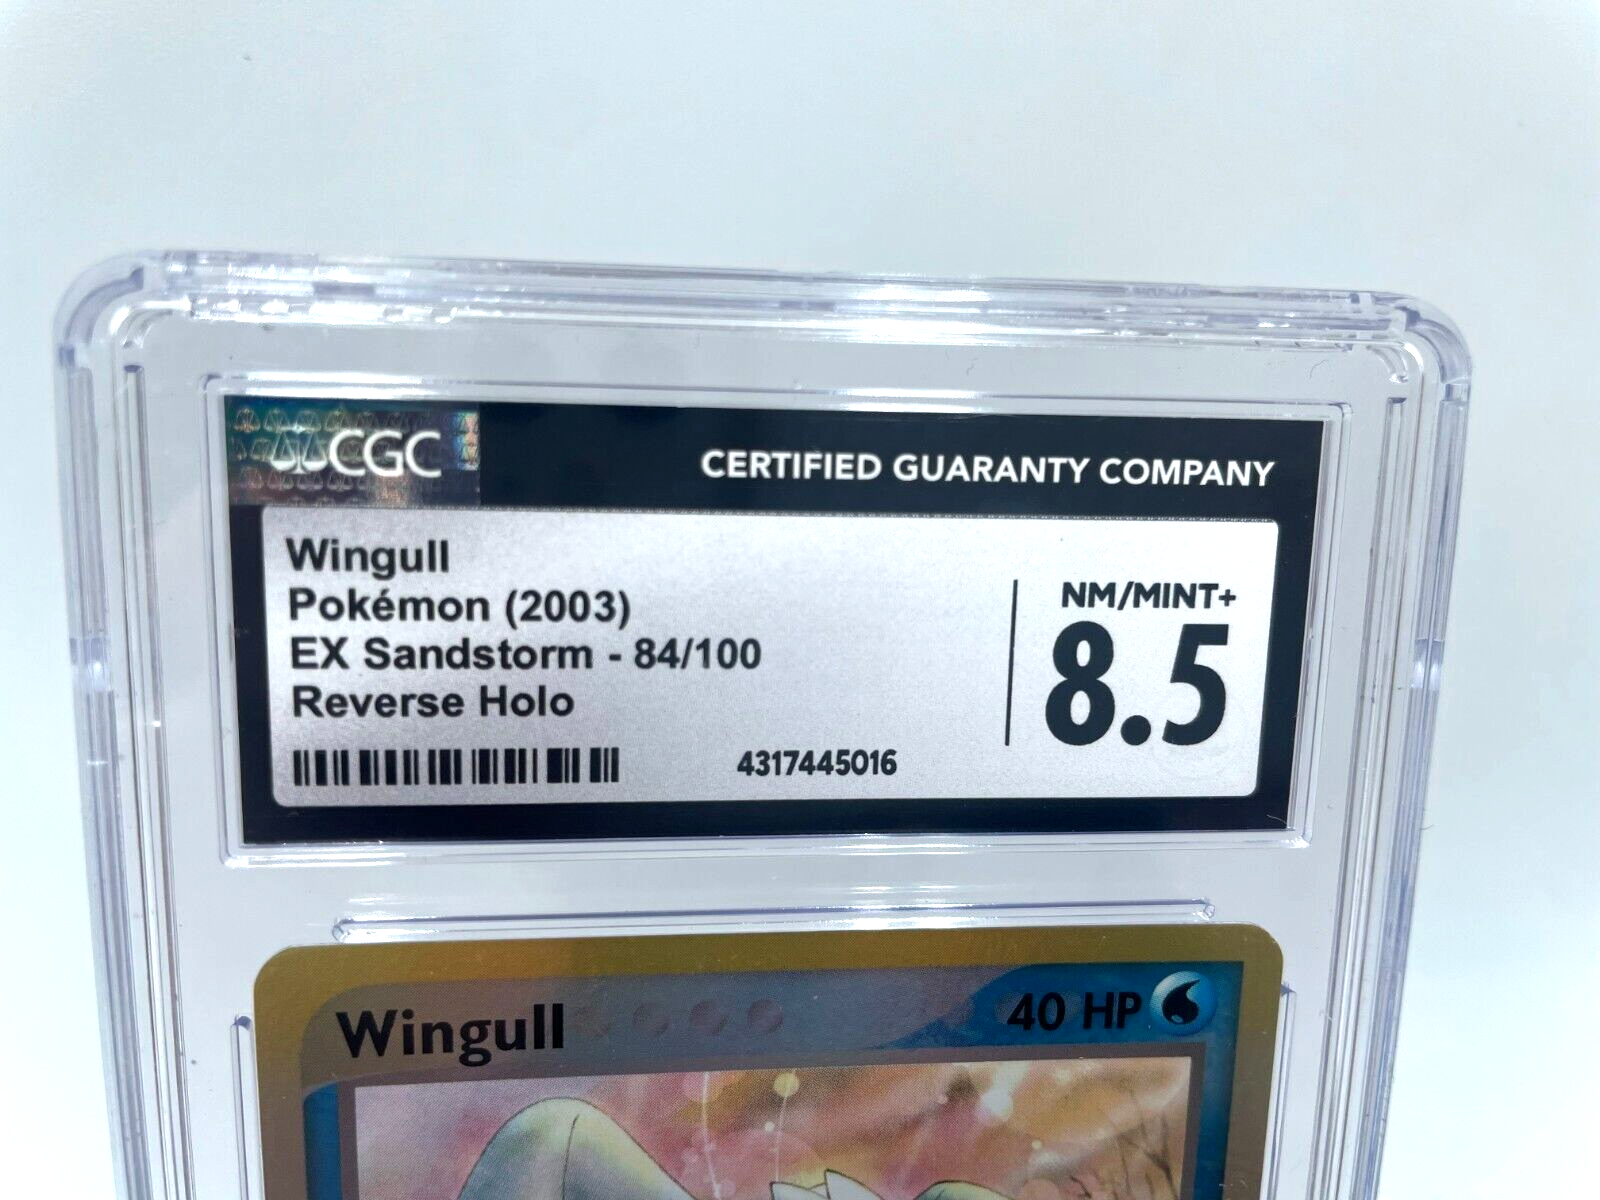 CGC
CERTIFIED GUARANTY COMPANY
Wingull
Pokémon (2003)
EX Sandstorm - 84/100
Reverse Holo
NM/MINT+
8.5
4317445016
Wingull
40 HP